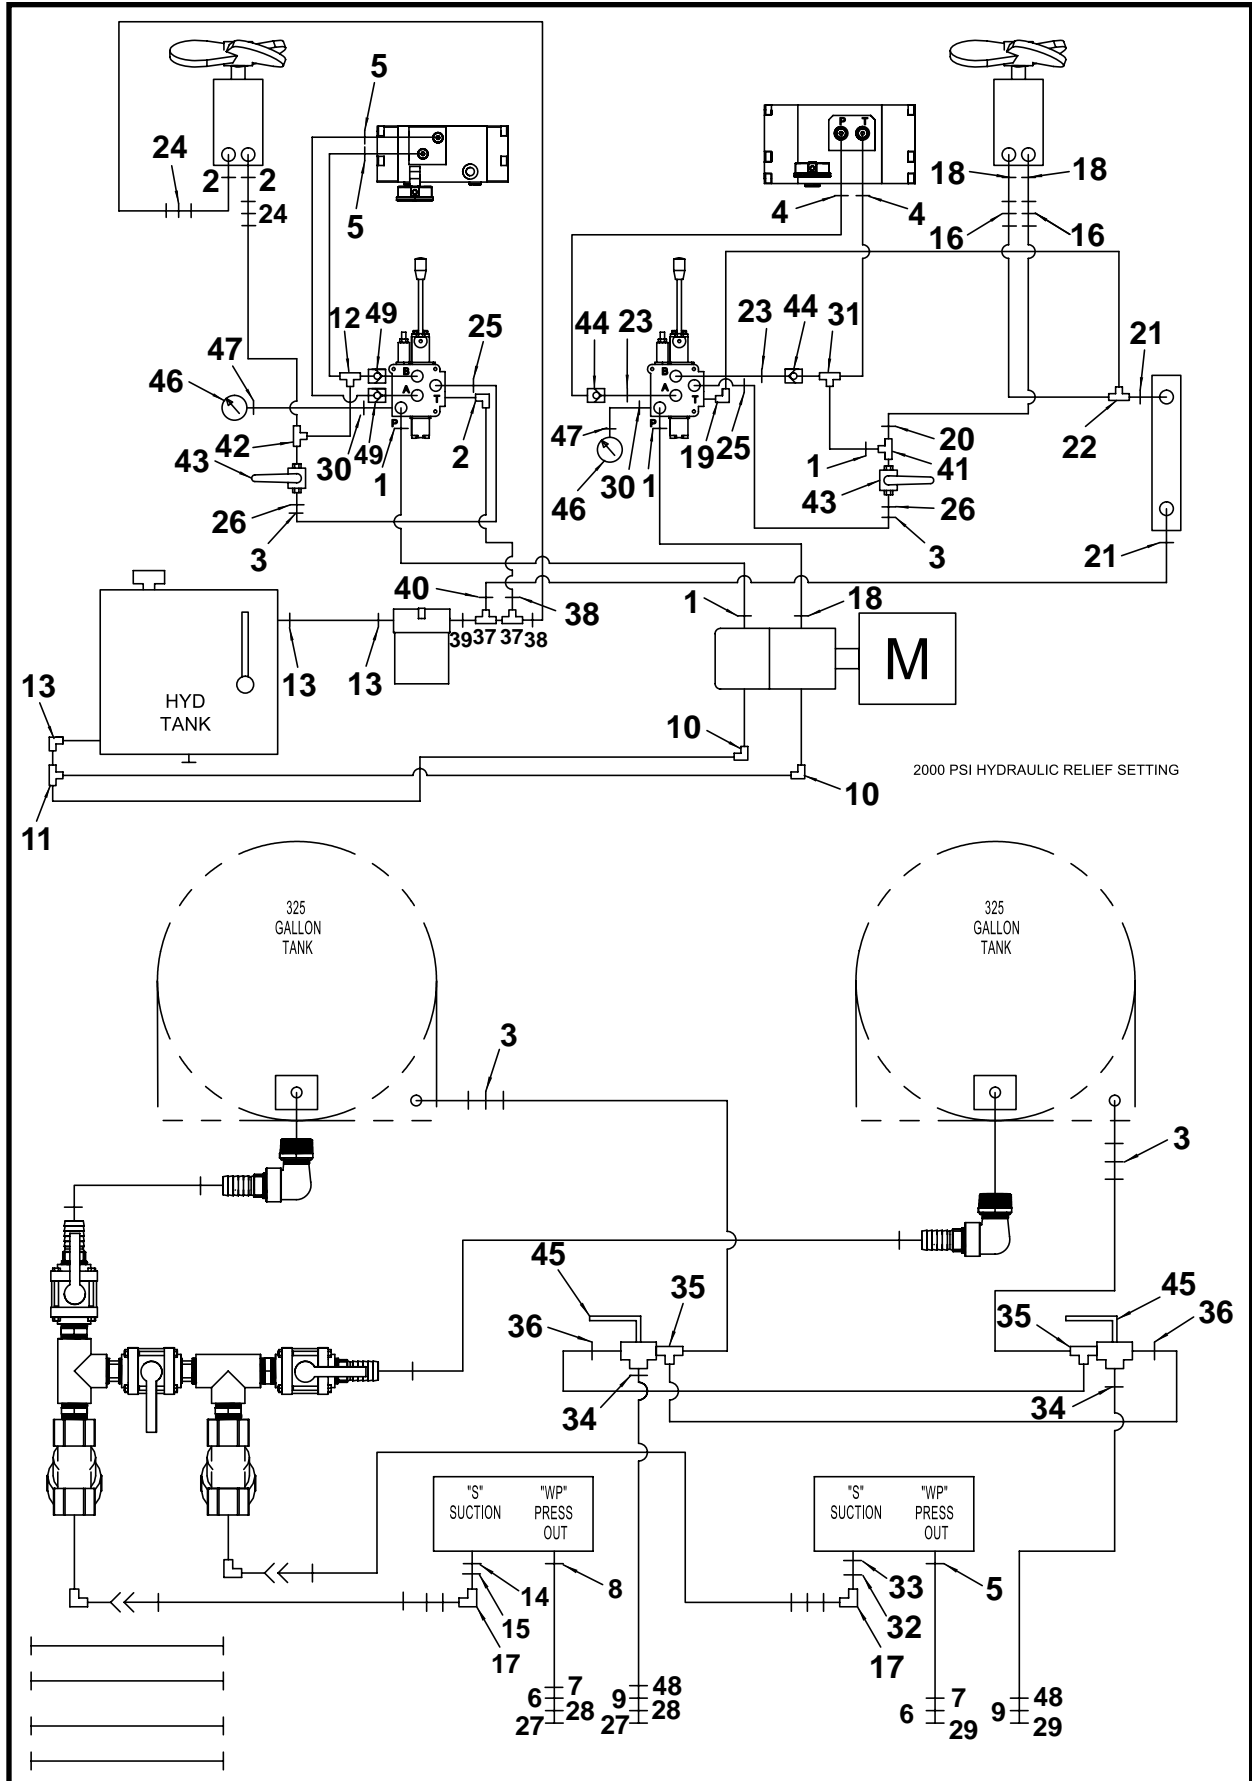 5
24
P T
2 2
18 18
24
4 4
5
16 16
12 49 25
44 23 23 44 31
21
47
46
B
A
T
P
B
A
T
P
42
43
30 49 1 2
47
46
30 1 19 25
1
20
41
43
22
26
3
26
3
21
40
38
1 18
39 37 37 38
M
13 13
13
HYD
TANK
10
2000 PSI HYDRAULIC RELIEF SETTING
10
11
325
GALLON
TANK
325
GALLON
TANK
3
3
45
35
36
45
35
36
34
34
"S"
SUCTION
"WP"
PRESS
OUT
"S"
SUCTION
"WP"
PRESS
OUT
14
15
17
8
33
32
17
5
7
6 28
27
48
9 28
27
7
6
29
48
9
29